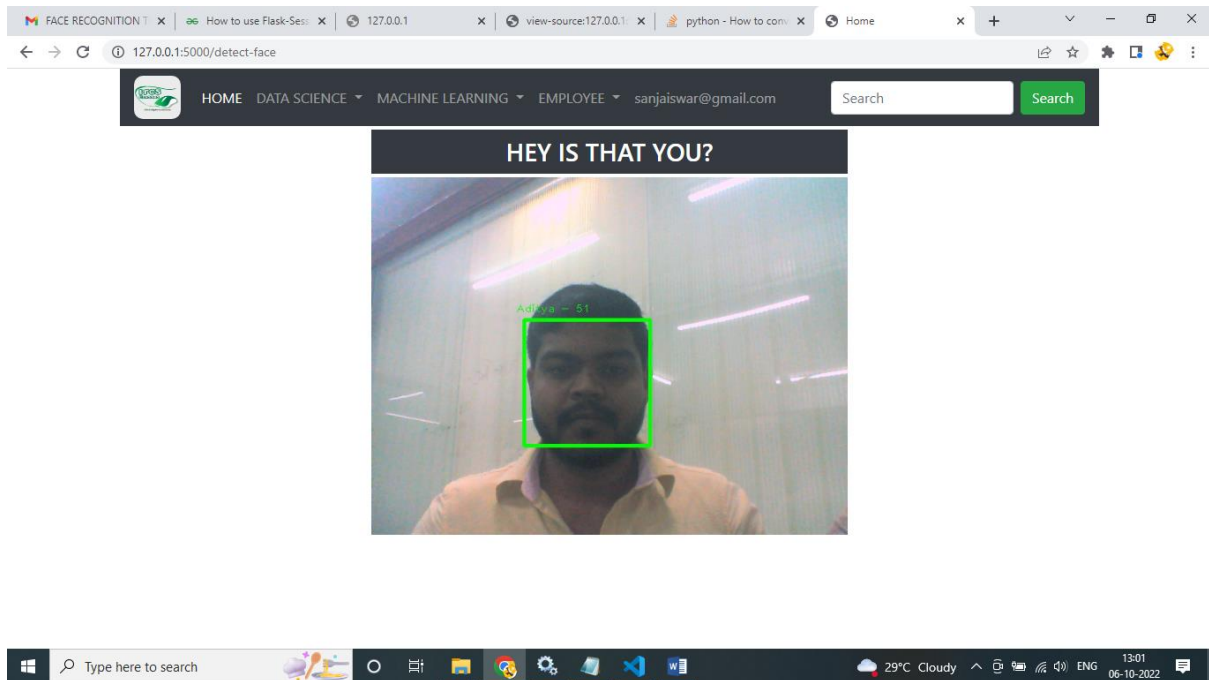 FACE RECOGNITION T
How to use Flask-Sess
127.0.0.1
view-source:127.0.0.1:
python - How to conv
Home
127.0.0.1:5000/detect-face
HOME DATA SCIENCE MACHINE LEARNING EMPLOYEE sanjaiswar@gmail.com Search Search
HEY IS THAT YOU?
Aditya - 51
Type here to search
29°C Cloudy ENG
13:01
06-10-2022